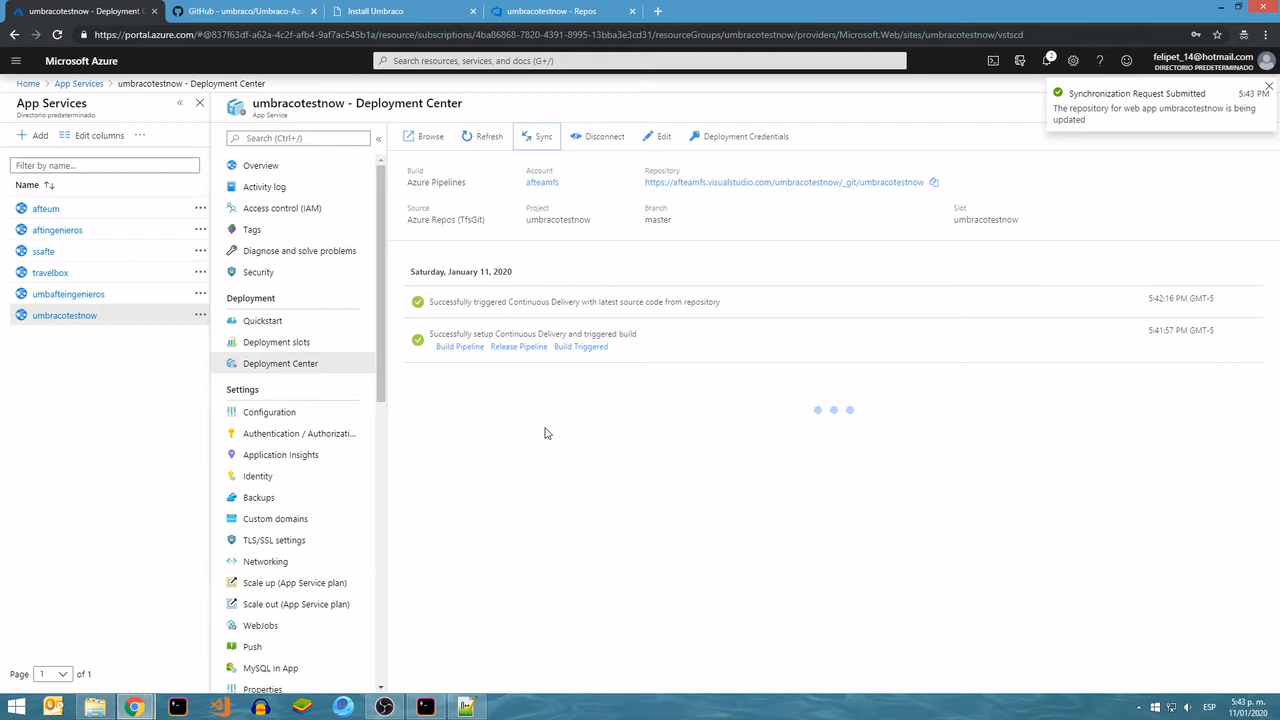 umbracotestnow - Deployment C
GitHub - umbraco/Umbraco-Az
Install Umbraco
umbracotestnow - Repos
https://portal.azure.com/#@837f63df-a62a-4c2f-afb4-9af7ac545b1a/resource/subscriptions/4ba86868-7820-4391-8995-13bba3e3cd31/resourceGroups/umbracotestnow/providers/Microsoft.Web/sites/umbracotestnow/vstscd
Microsoft Azure
Search resources, services, and docs (G+/)
2
felipet_14@hotmail.com
DIRECTORIO PREDETERMINADO
Home
App Services
umbracotestnow - Deployment Center
Synchronization Request Submitted
5:43 PM
The repository for web app umbracotestnow is being
updated
App Services
Directorio predeterminado
Add
Edit columns
Filter by name...
Name
afteum
aftingenieros
ssafte
travelbox
umbafteingenieros
umbracotestnow
Page 1 of 1
umbracotestnow - Deployment Center
App Service
Search (Ctrl+/)
Overview
Activity log
Access control (IAM)
Tags
Diagnose and solve problems
Security
Deployment
Quickstart
Deployment slots
Deployment Center
Settings
Configuration
Authentication / Authorizati...
Application Insights
Identity
Backups
Custom domains
TLS/SSL settings
Networking
Scale up (App Service plan)
Scale out (App Service plan)
WebJobs
Push
MySQL In App
Properties
Browse
Refresh
Sync
Disconnect
Edit
Deployment Credentials
Build
Azure Pipelines
Account
afteamfs
Repository
https://afteamfs.visualstudio.com/umbracotestnow/_git/umbracotestnow
Source
Azure Repos (TfsGit)
Project
umbracotestnow
Branch
master
Slot
umbracotestnow
Saturday, January 11, 2020
Successfully triggered Continuous Delivery with latest source code from repository
5:42:16 PM GMT-5
Successfully setup Continuous Delivery and triggered build
5:41:57 PM GMT-5
Build Pipeline
Release Pipeline
Build Triggered
ESP
5:43 p. m.
11/01/2020